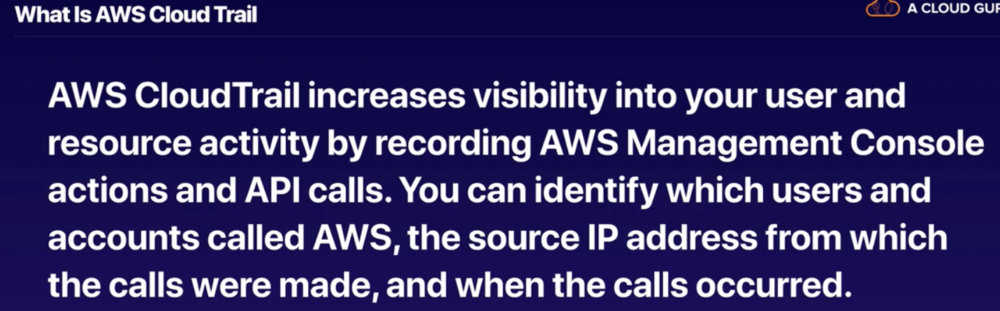 What Is AWS Cloud Trail
A CLOUD
AWS CloudTrail increases visibility into your user and
resource activity by recording AWS Management Console
actions and API calls. You can identify which users and
accounts called AWS, the source IP address from which
the calls were made, and when the calls occurred.